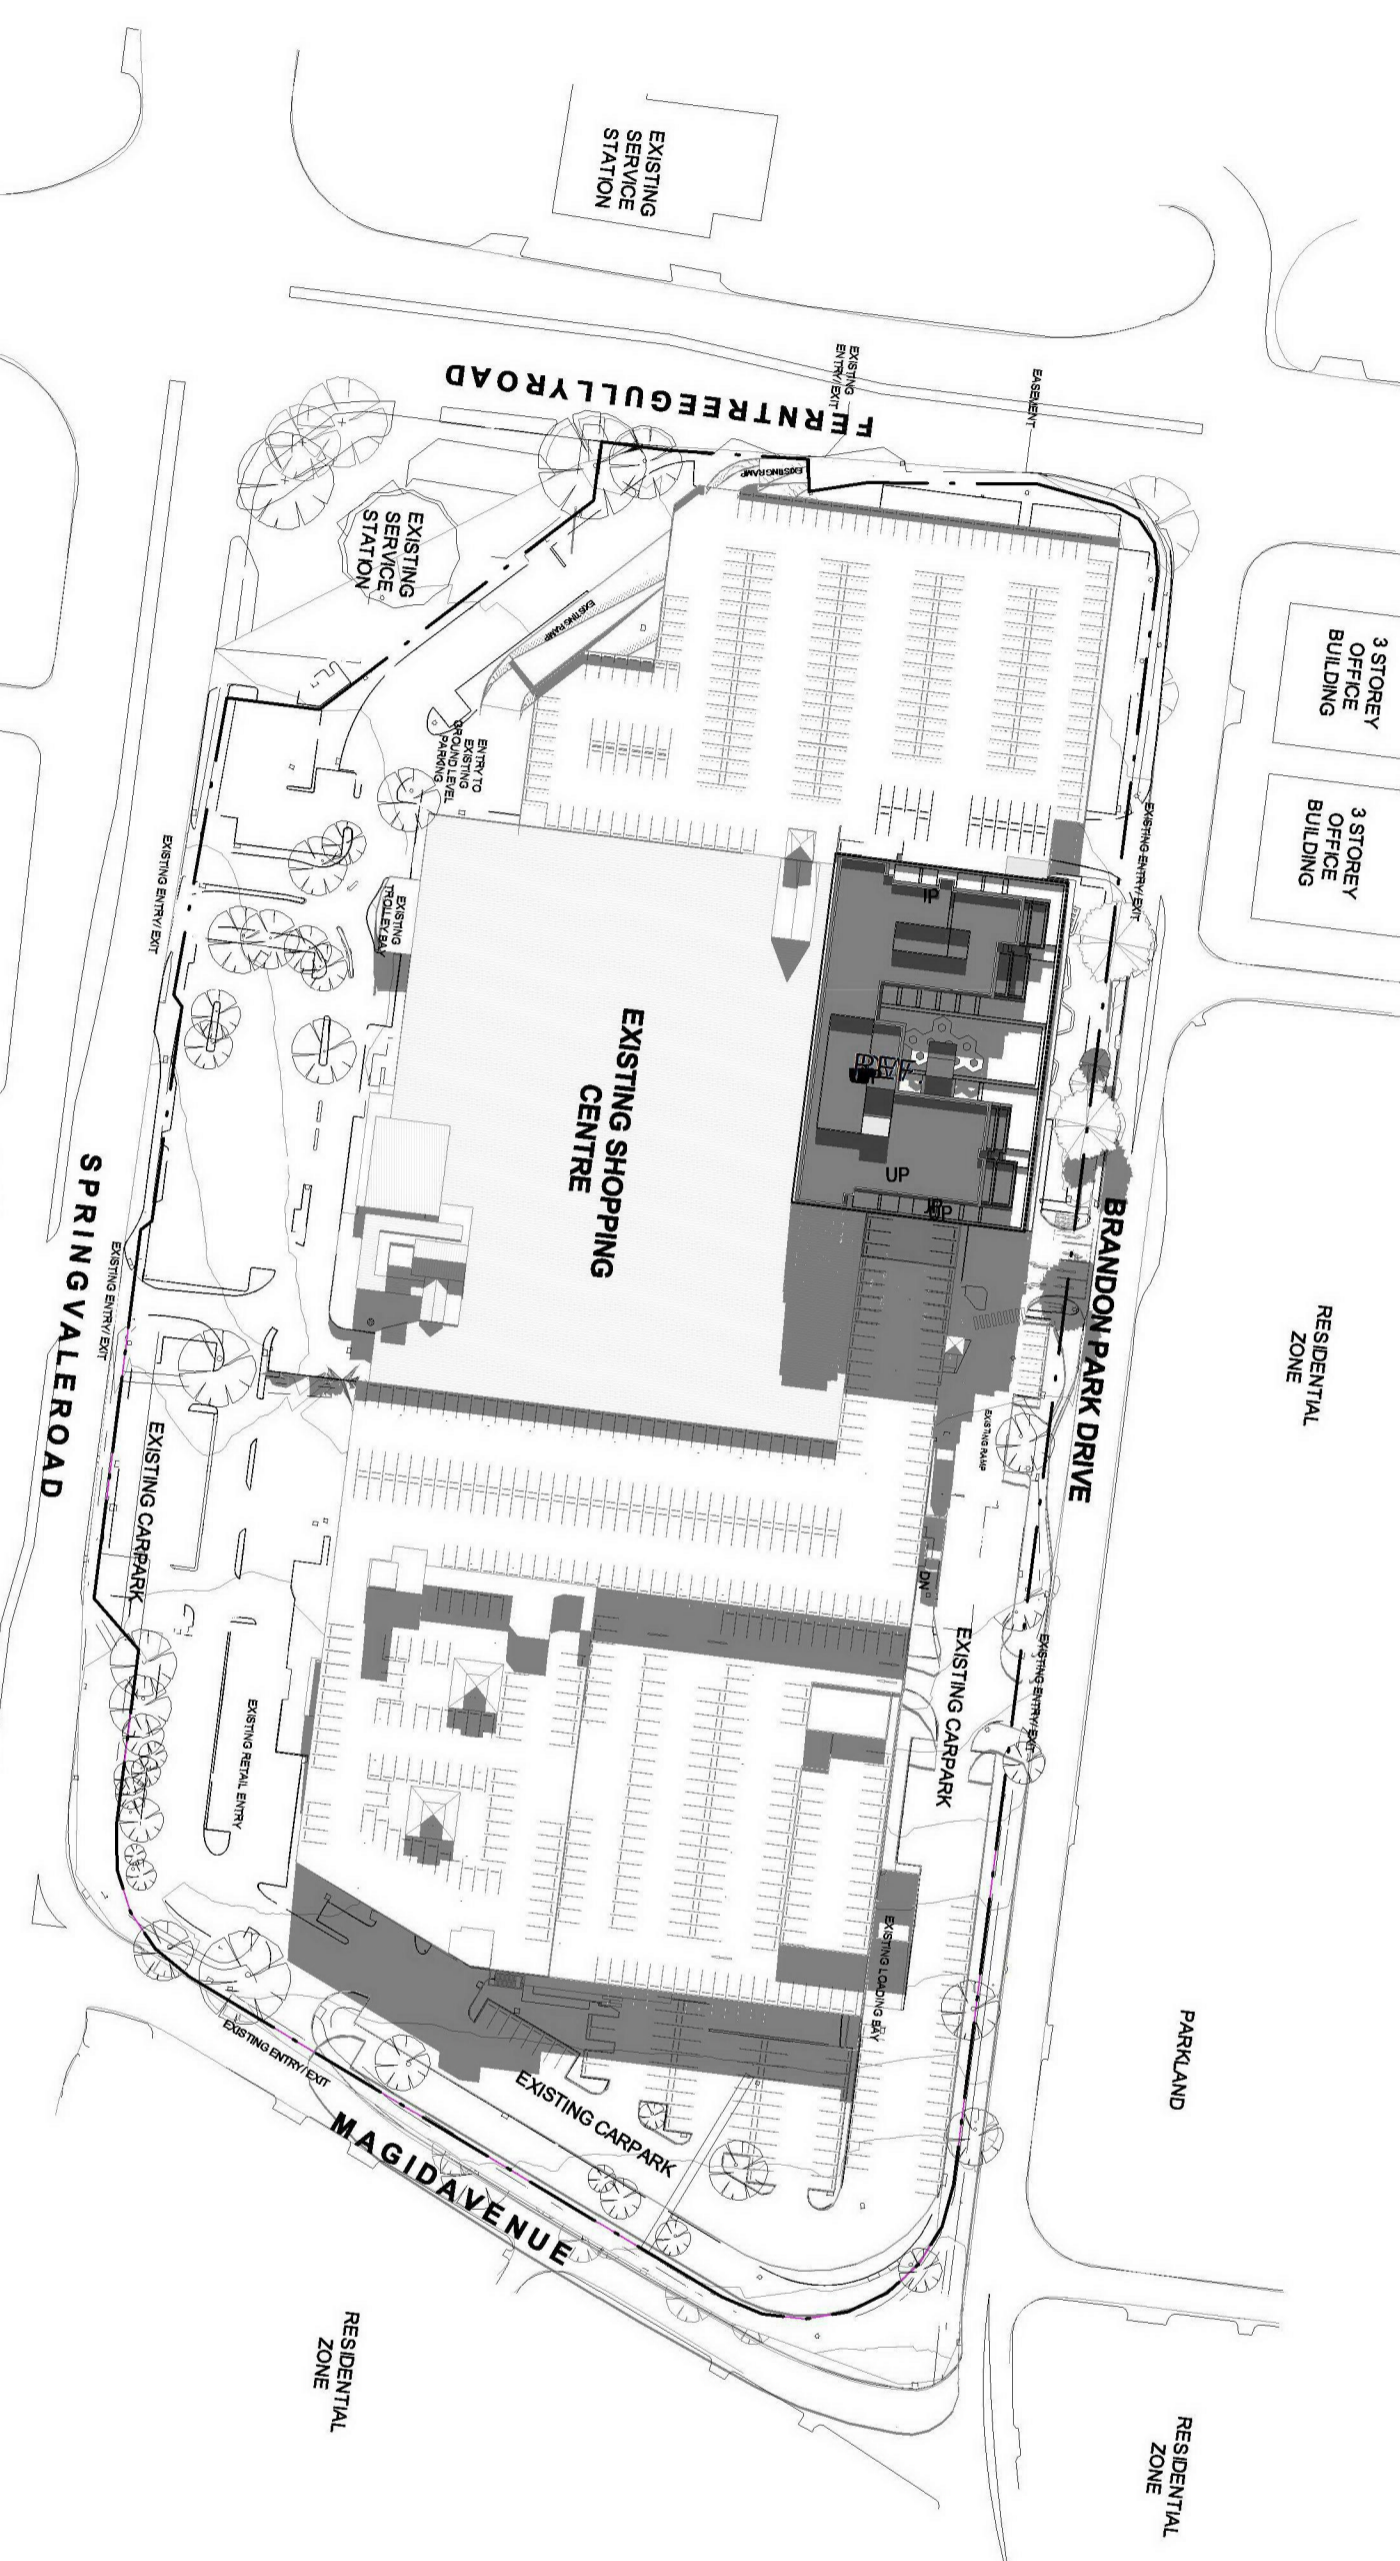 EXISTING
SERVICE
STATION
EXISTING
ENTRY/EXIT
EASEMENT
FERNTREEGULLYROAD
EXISTING RAMP
EXISTING
SERVICE
STATION
EXISTING RAMP
3 STOREY
OFFICE
BUILDING
3 STOREY
OFFICE
BUILDING
ENTRY TO
EXISTING
GROUND LEVEL
PARKING
EXISTING ENTRY/EXIT
EXISTING ENTRY/EXIT
EXISTING
TROLLEY BAY
UP
UP
EXISTING SHOPPING
CENTRE
SPRINGVALEROAD
EXISTING ENTRY/EXIT
BRANDON PARK DRIVE
RESIDENTIAL
ZONE
EXISTING RAMP
EXISTING CARPARK
DN
EXISTING CARPARK
EXISTING ENTRY/EXIT
EXISTING RETAIL ENTRY
EXISTING LOADING BAY
PARKLAND
EXISTING ENTRY/EXIT
EXISTING CARPARK
MAGIDAVENUE
RESIDENTIAL
ZONE
RESIDENTIAL
ZONE